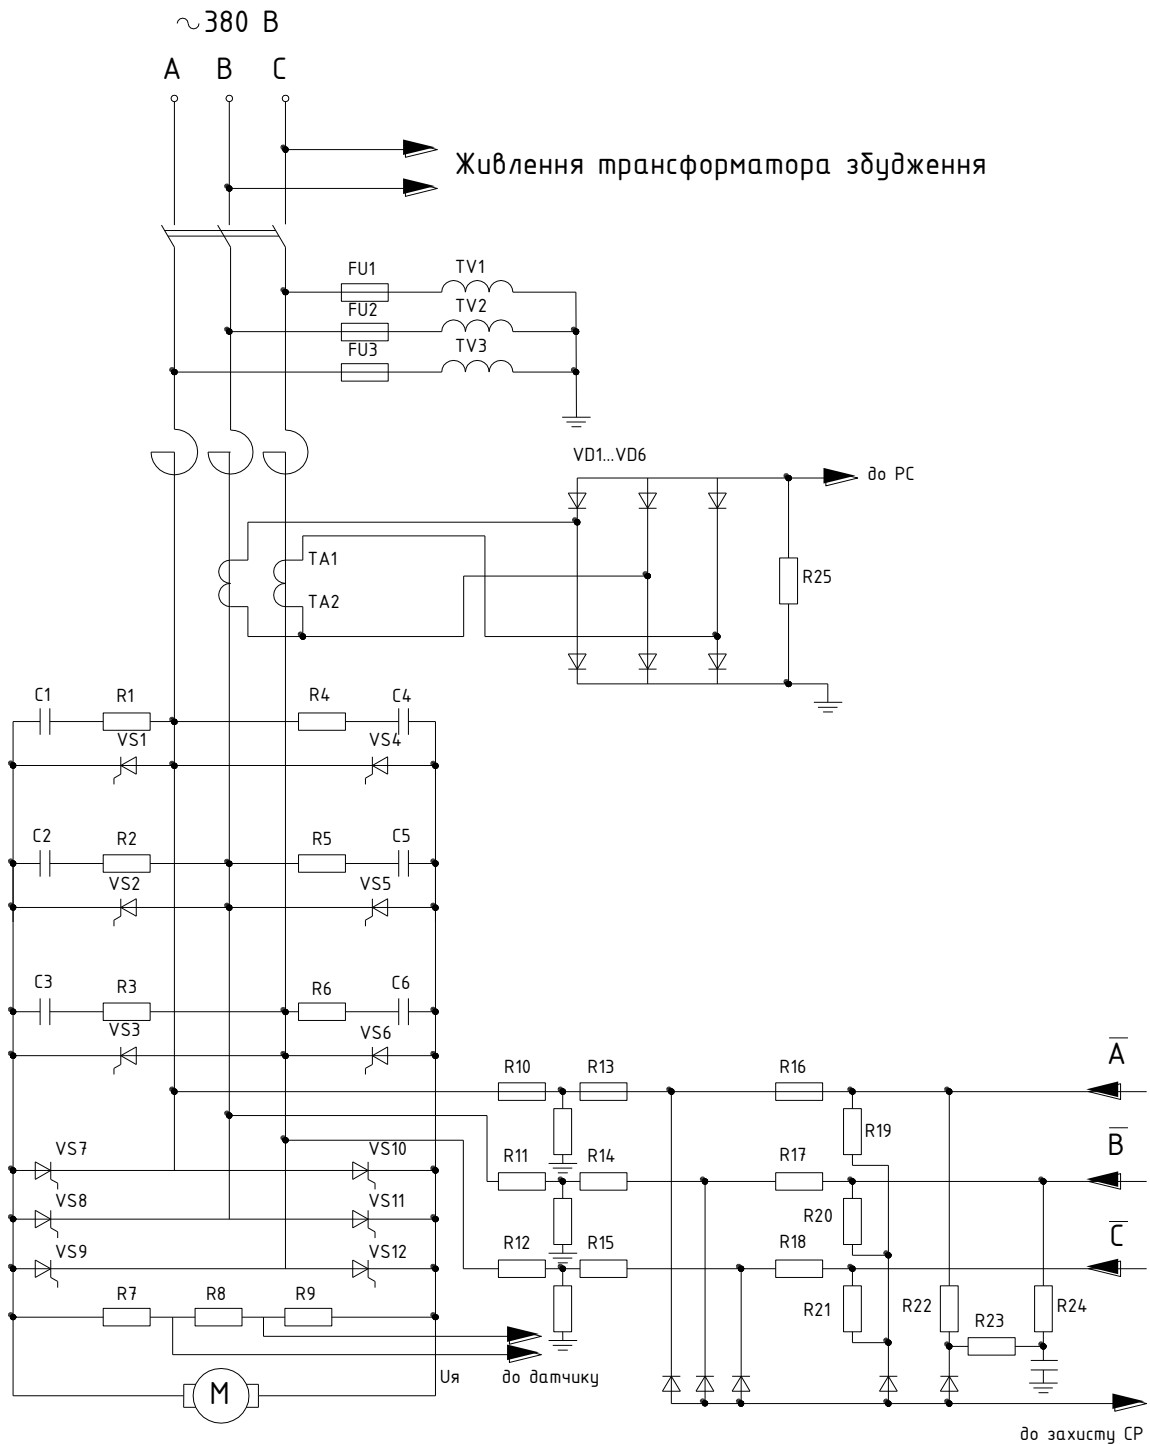 ~380 В
A B C
Живлення трансформатора збудження
FU1 TV1
FU2 TV2
FU3 TV3
VD1...VD6
до РС
TA1
R25
TA2
C1 R1 R4 C4
VS1 VS4
C2 R2 R5 C5
VS2 VS5
C3 R3 R6 C6
VS3 VS6
R10 R13 R16 A
R19
VS7 VS10 R11 R14 R17 B
VS8 VS11
R20
VS9 VS12 R12 R15 R18 C
R7 R8 R9
R21 R22 R23 R24
Uя до датчику
M
до захисту СР